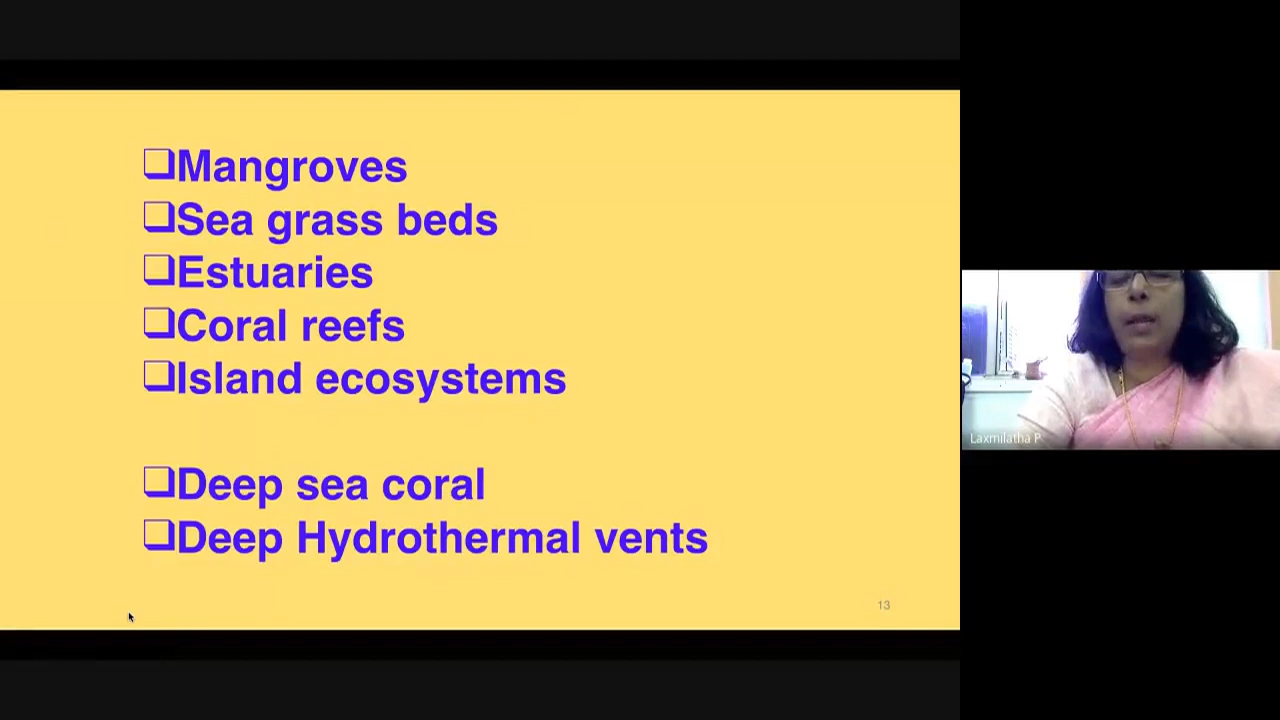 ❑Mangroves
❑Sea grass beds
❑Estuaries
❑Coral reefs
❑Island ecosystems
❑Deep sea coral
❑Deep Hydrothermal vents
13
Laxmilatha P